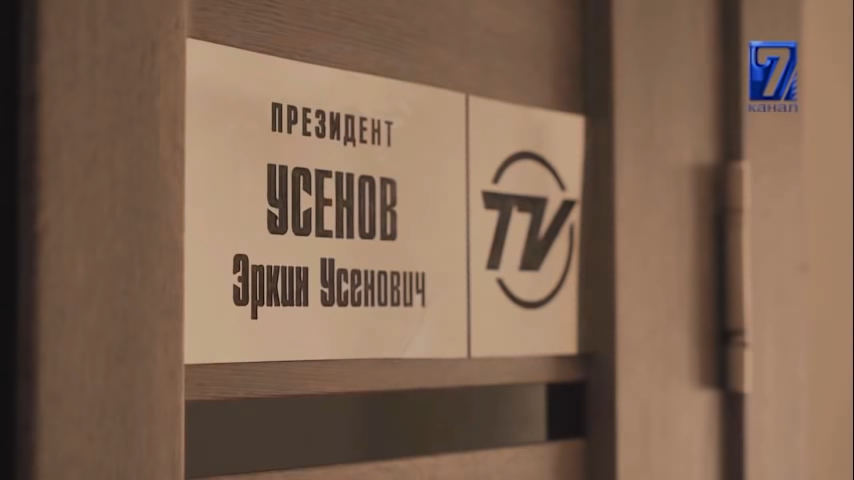 ПРЕЗИДЕНТ
УСЕНОВ
Эркин Усенович
TV
7
канал